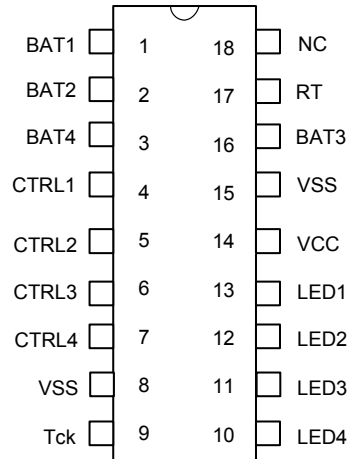 BAT1 1 18 NC
BAT2 2 17 RT
BAT4 3 16 BAT3
CTRL1 4 15 VSS
CTRL2 5 14 VCC
CTRL3 6 13 LED1
CTRL4 7 12 LED2
VSS 8 11 LED3
Tck 9 10 LED4